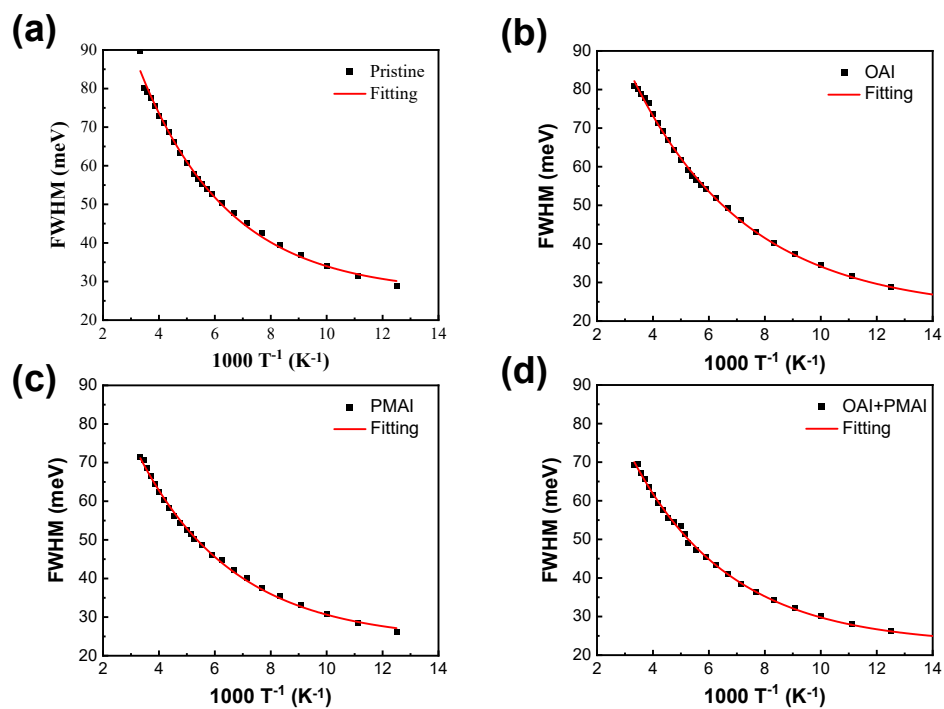 (a)
90
80
70
60
50
40
30
20
FWHM (meV)
Pristine
Fitting
2 4 6 8 10 12 14
1000 T⁻¹ (K⁻¹)
(b)
90
80
70
60
50
40
30
20
FWHM (meV)
OAI
Fitting
2 4 6 8 10 12 14
1000 T⁻¹ (K⁻¹)
(c)
90
80
70
60
50
40
30
20
FWHM (meV)
PMAI
Fitting
2 4 6 8 10 12 14
1000 T⁻¹ (K⁻¹)
(d)
90
80
70
60
50
40
30
20
FWHM (meV)
OAI+PMAI
Fitting
2 4 6 8 10 12 14
1000 T⁻¹ (K⁻¹)